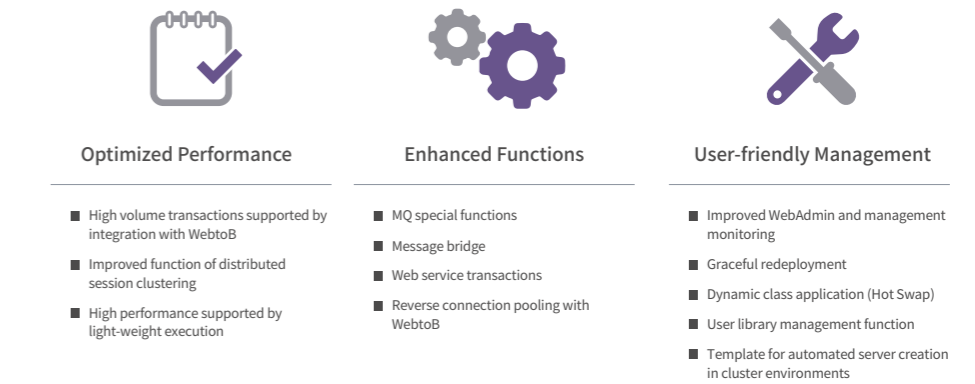 Optimized Performance
High volume transactions supported by
integration with WebtoB
Improved function of distributed
session clustering
High performance supported by
light-weight execution
Enhanced Functions
MQ special functions
Message bridge
Web service transactions
Reverse connection pooling with
WebtoB
User-friendly Management
Improved WebAdmin and management
monitoring
Graceful redeployment
Dynamic class application (Hot Swap)
User library management function
Template for automated server creation
in cluster environments